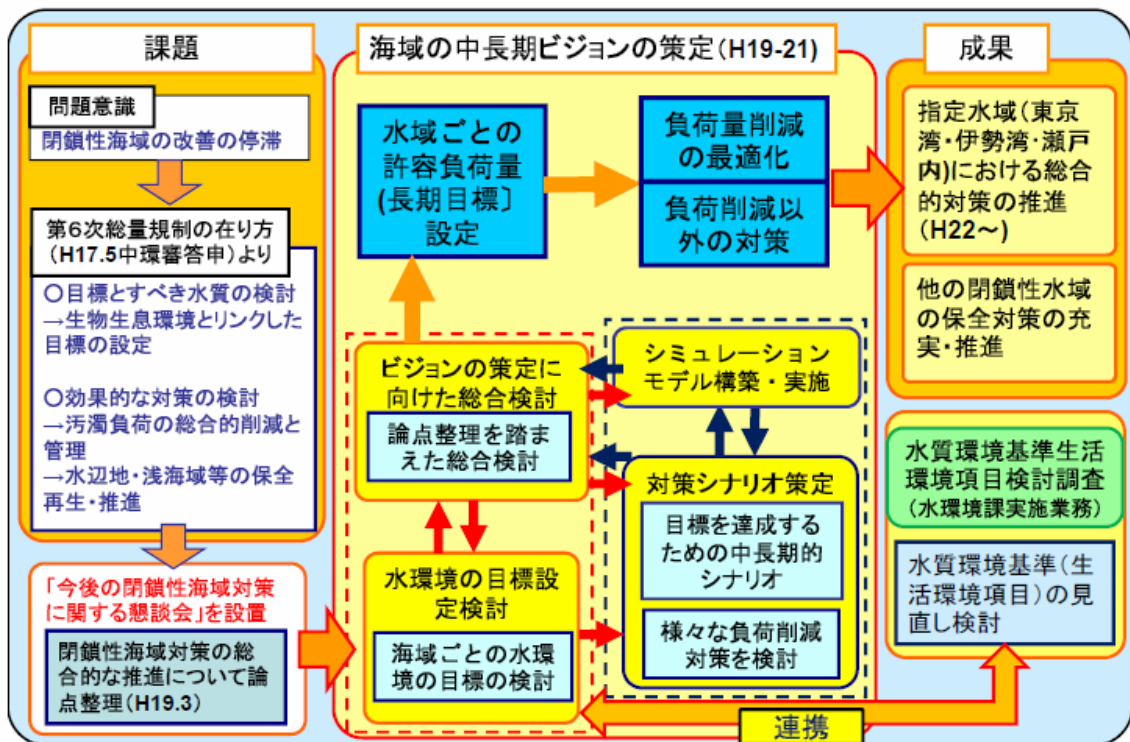 課題
問題意識
閉鎖性海域の改善の停滞
第6次総量規制の在り方
(H17.5中環審答申)より
○目標とすべき水質の検討
→生物生息環境とリンクした
目標の設定
○効果的な対策の検討
→汚濁負荷の総合的削減と
管理
→水辺地・浅海域等の保全
再生・推進
「今後の閉鎖性海域対策
に関する懇談会」を設置
閉鎖性海域対策の総
合的な推進について論
点整理(H19.3)
海域の中長期ビジョンの策定(H19-21)
水域ごとの
許容負荷量
(長期目標〕
設定
負荷量削減
の最適化
負荷削減以
外の対策
ビジョンの策定に
向けた総合検討
論点整理を踏ま
えた総合検討
シミュレーション
モデル構築・実施
対策シナリオ策定
目標を達成する
ための中長期的
シナリオ
様々な負荷削減
対策を検討
水環境の目標設
定検討
海域ごとの水環
境の目標の検討
連携
成果
指定水域(東京
湾・伊勢湾・瀬戸
内)における総合
的対策の推進
(H22～)
他の閉鎖性水域
の保全対策の充
実・推進
水質環境基準生活
環境項目検討調査
(水環境課実施業務)
水質環境基準(生
活環境項目)の見
直し検討